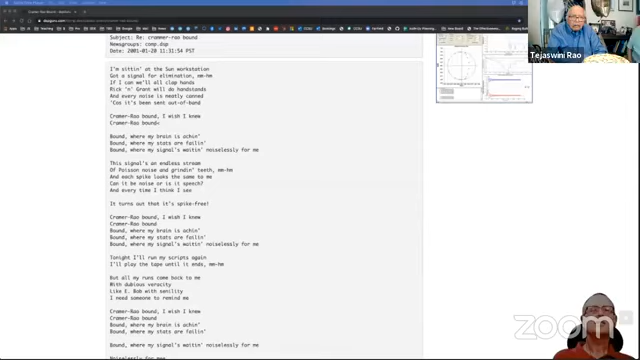 Subject: Re: crammer-rao bound
Newsgroups: comp.dsp
Date: 2001-01-28 11:31:54 PST
I'm sittin' at the Sun workstation
Got a signal for elimination, mm-hm
If I can we'll all clap hands
Rick 'n' Grant will do handstands
And every noise is neatly canned
'Cos it's been sent out-of-band
Cramer-Rao bound, I wish I knew
Cramer-Rao bound
Bound, where my brain is achin'
Bound, where my stats are failin'
Bound, where my signal's waitin' noiselessly for me
This signal's an endless stream
Of Poisson noise and grindin' teeth, mm-hm
And each spike looks the same to me
Can it be noise or is it speech?
And every time I think I see
It turns out that it's spike-free!
Cramer-Rao bound, I wish I knew
Cramer-Rao bound
Bound, where my brain is achin'
Bound, where my stats are failin'
Bound, where my signal's waitin' noiselessly for me
Tonight I'll run my scripts again
I'll play the tape until it ends, mm-hm
But all my runs come back to me
With dubious veracity
Like E. Bob with senility
I need someone to remind me
Cramer-Rao bound, I wish I knew
Cramer-Rao bound
Bound, where my brain is achin'
Bound, where my stats are failin'
Bound, where my signal's waitin' noiselessly for me
Noiselessly for me
Tejaswini Rao
zoom